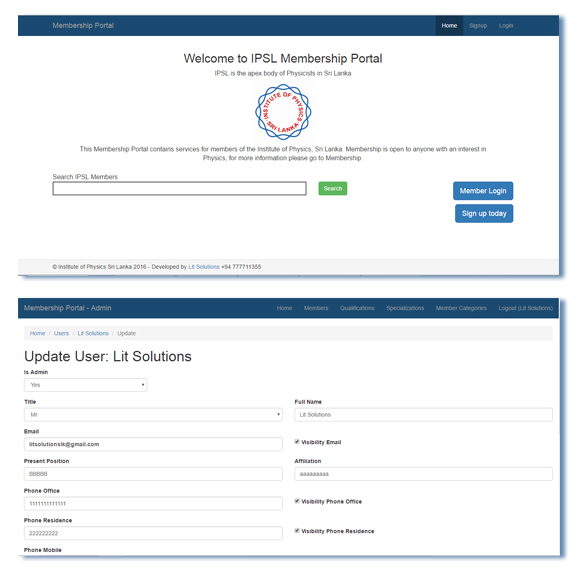 Membership Portal
Home Signup Login
Welcome to IPSL Membership Portal
IPSL is the apex body of Physicists in Sri Lanka
INSTITUTE OF PHYSICS
SRI LANKA
This Membership Portal contains services for members of the Institute of Physics, Sri Lanka. Membership is open to anyone with an interest in
Physics, for more information please go to Membership.
Search IPSL Members
Search
Member Login
Sign up today
© Institute of Physics Sri Lanka 2016 - Developed by Lit Solutions +94 777711355
Membership Portal - Admin
Home Members Qualifications Specializations Member Categories Logout (Lit Solutions)
Home / Users / Lit Solutions / Update
Update User: Lit Solutions
Is Admin
Yes
Title
Full Name
Mr
Lit Solutions
Email
litsolutionslk@gmail.com
Visibility Email
Present Position
Affiliation
BBBBB
aaaaaaaaa
Phone Office
1111111111111
Visibility Phone Office
Phone Residence
222222222
Visibility Phone Residence
Phone Mobile